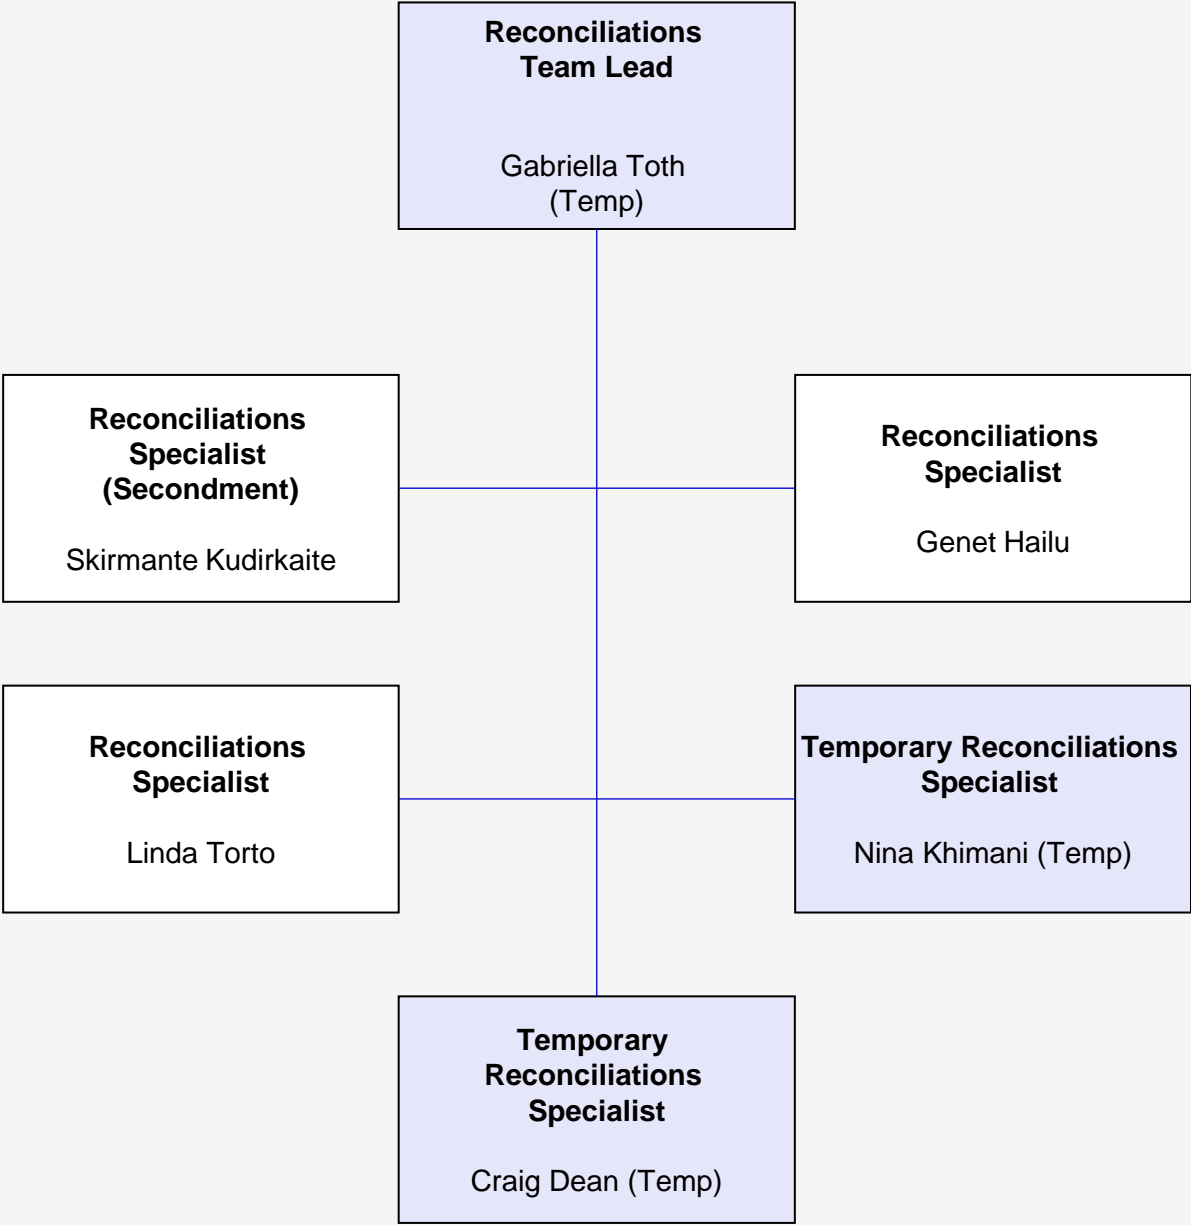 Reconciliations
Team Lead
Gabriella Toth
(Temp)
Reconciliations
Specialist
(Secondment)
Skirmante Kudirkaite
Reconciliations
Specialist
Genet Hailu
Reconciliations
Specialist
Linda Torto
Temporary Reconciliations
Specialist
Nina Khimani (Temp)
Temporary
Reconciliations
Specialist
Craig Dean (Temp)